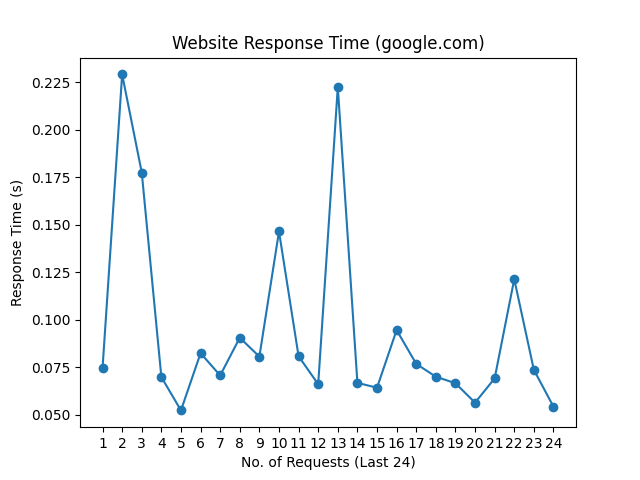 Website Response Time (google.com)
0.225
0.200
0.175
0.150
0.125
0.100
0.075
0.050
Response Time (s)
1 2 3 4 5 6 7 8 9 10 11 12 13 14 15 16 17 18 19 20 21 22 23 24
No. of Requests (Last 24)